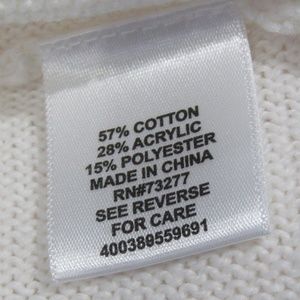 57% COTTON
28% ACRYLIC
15% POLYESTER
MADE IN CHINA
RN#73277
SEE REVERSE
FOR CARE
400389559691